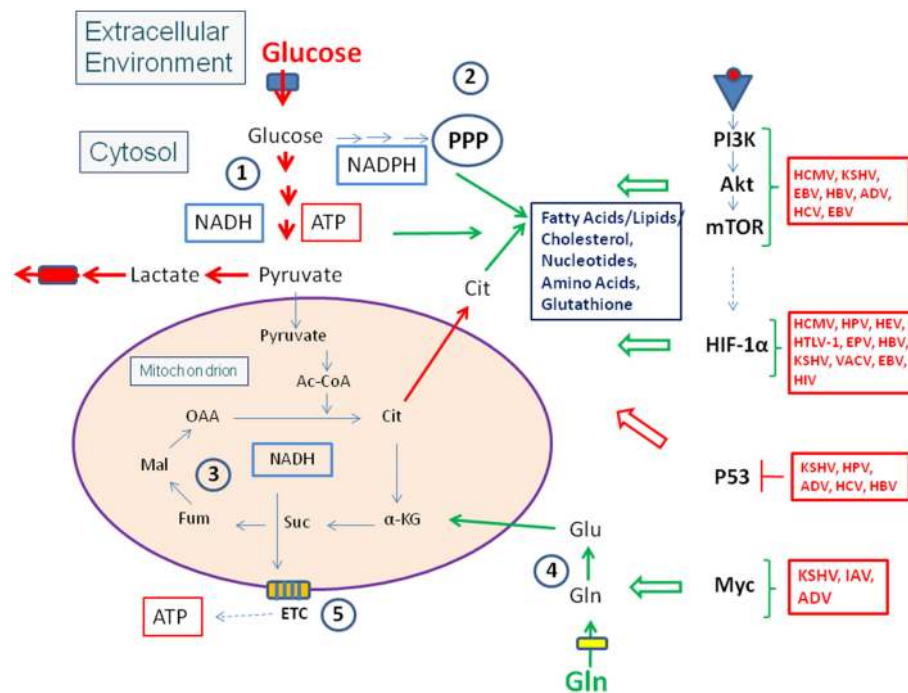 Extracellular
Environment
Glucose
2
Cytosol
Glucose
PPP
NADPH
1
NADH
ATP
Lactate
Pyruvate
Fatty Acids/Lipids/
Cholesterol,
Nucleotides,
Amino Acids,
Glutathione
Cit
PI3K
Akt
mTOR
HCMV, KSHV,
EBV, HBV, ADV,
HCV, EBV
HIF-1α
HCMV, HPV, HEV,
HTLV-1, EPV, HBV,
KSHV, VACV, EBV,
HIV
P53
KSHV, HPV,
ADV, HCV, HBV
Myc
KSHV, IAV,
ADV
Pyruvate
Mitochondrion
Ac-CoA
OAA
Cit
Mal
3
NADH
Fum
Suc
α-KG
Glu
4
Gln
Gln
ATP
ETC
5